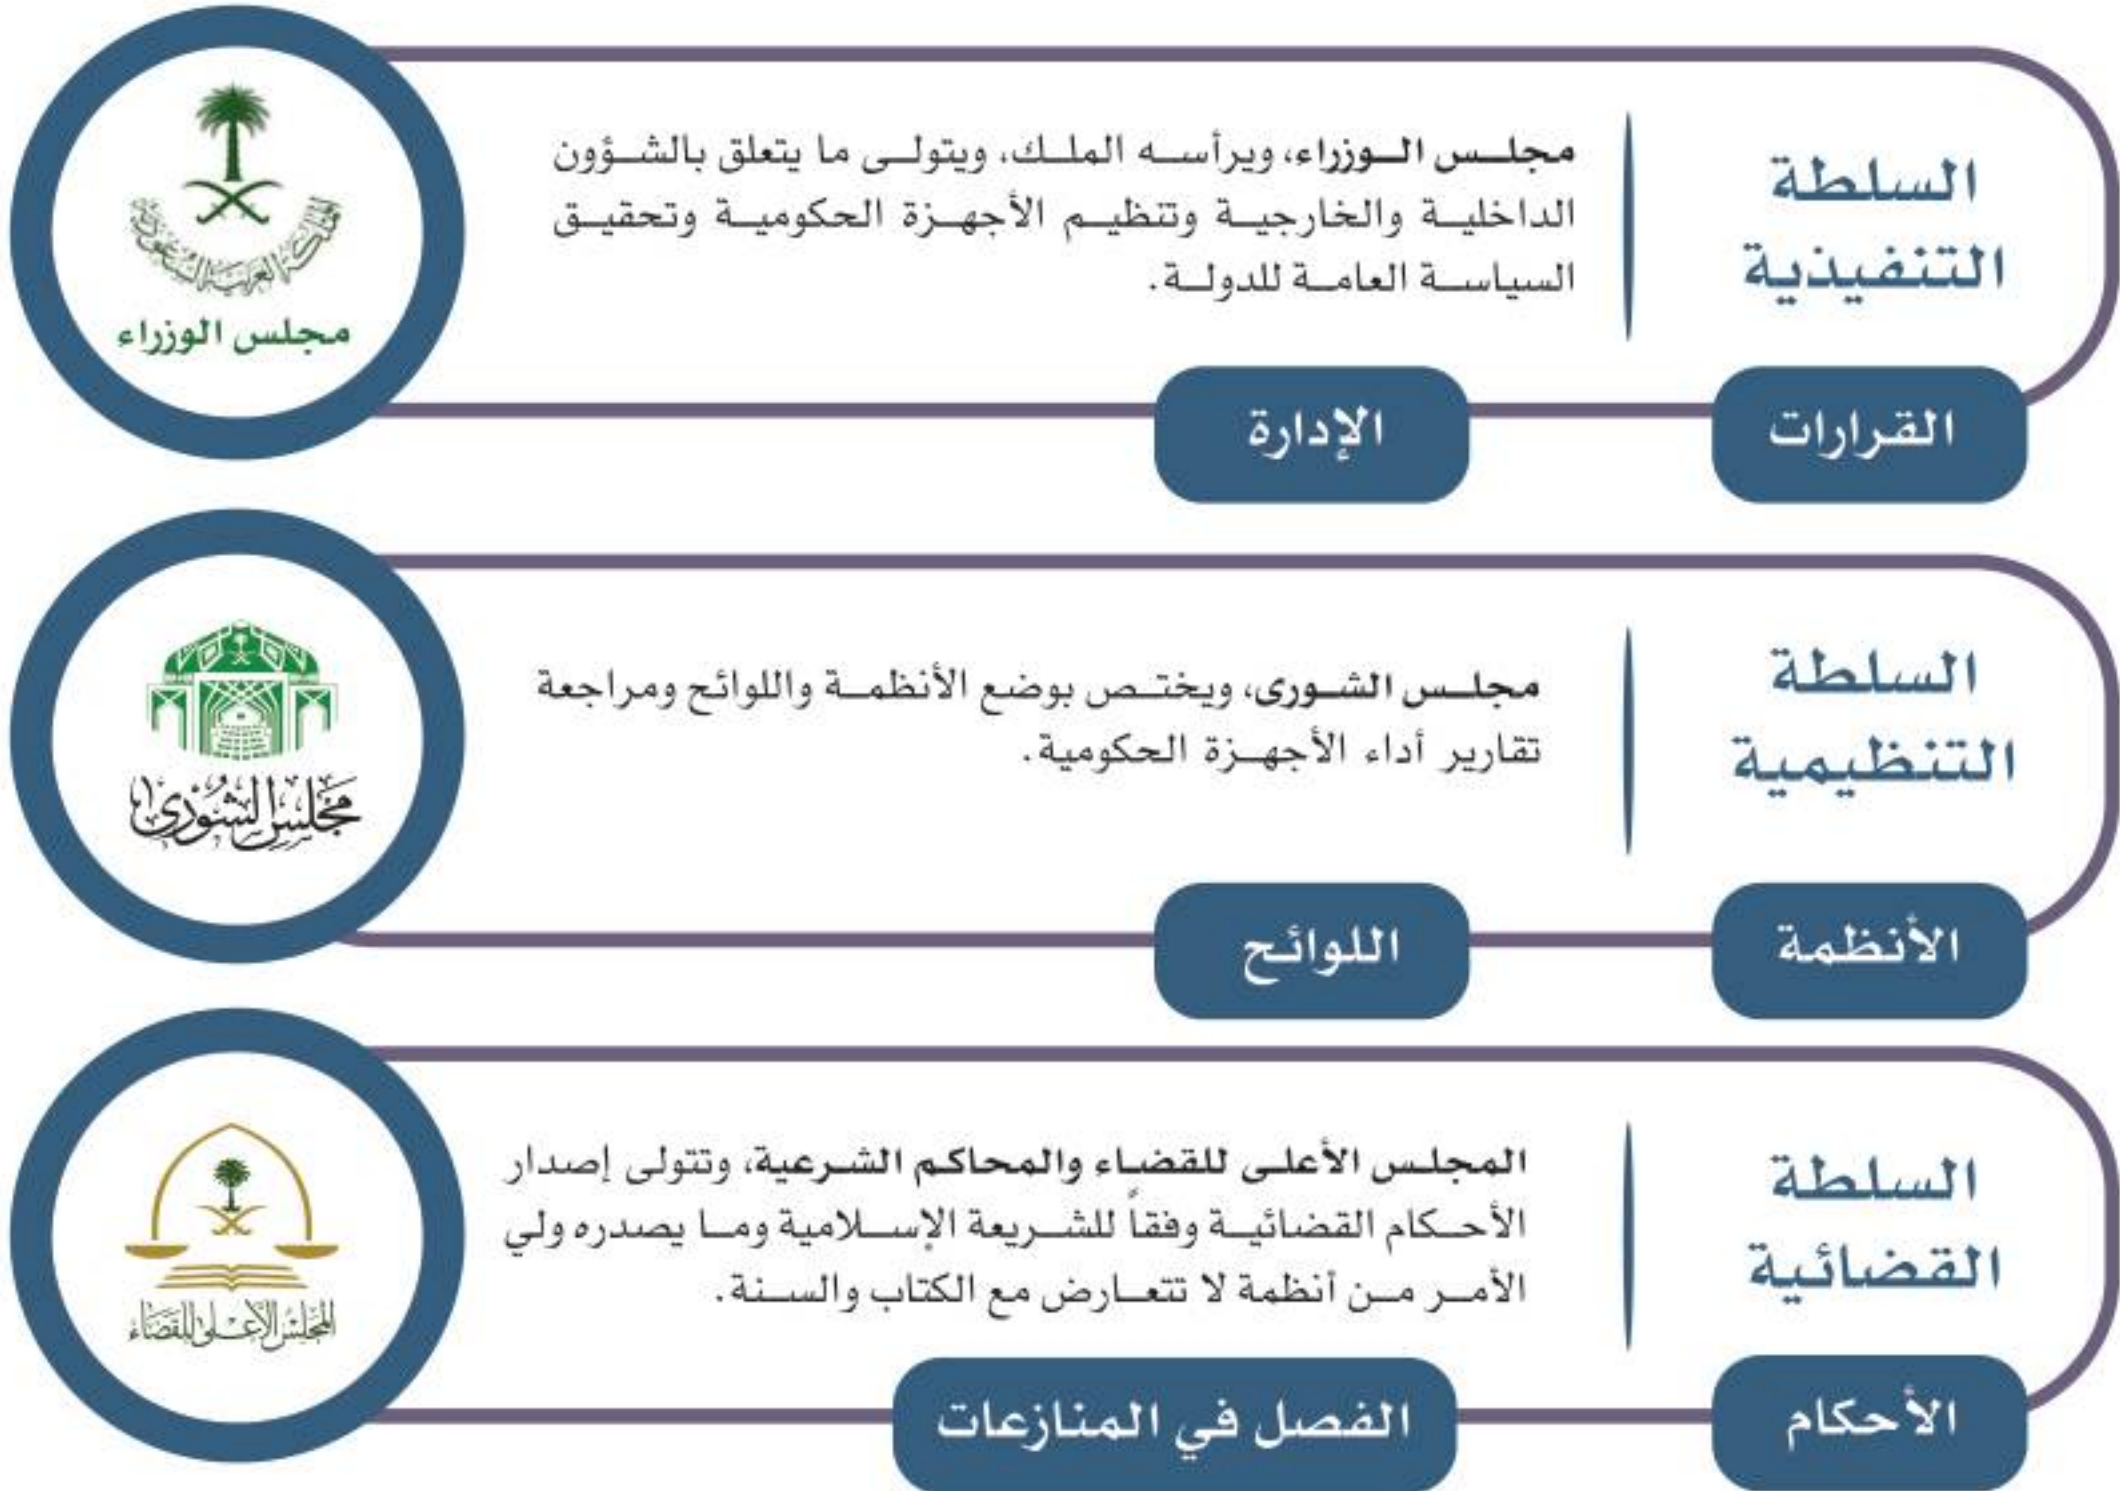 السلطة
التنفيذية
مجلس الوزراء، ويرأسه الملك، ويتولى ما يتعلق بالشؤون
الداخلية والخارجية وتنظيم الأجهزة الحكومية وتحقيق
السياسة العامة للدولة.
المملكة العربية السعودية
مجلس الوزراء
القرارات
الإدارة
السلطة
التنظيمية
مجلس الشورى، ويختص بوضع الأنظمة واللوائح ومراجعة
تقارير أداء الأجهزة الحكومية.
مجلس الشورى
الأنظمة
اللوائح
السلطة
القضائية
المجلس الأعلى للقضاء والمحاكم الشرعية، وتتولى إصدار
الأحكام القضائية وفقاً للشريعة الإسلامية وما يصدره ولي
الأمر من أنظمة لا تتعارض مع الكتاب والسنة.
المجلس الأعلى للقضاء
الأحكام
الفصل في المنازعات